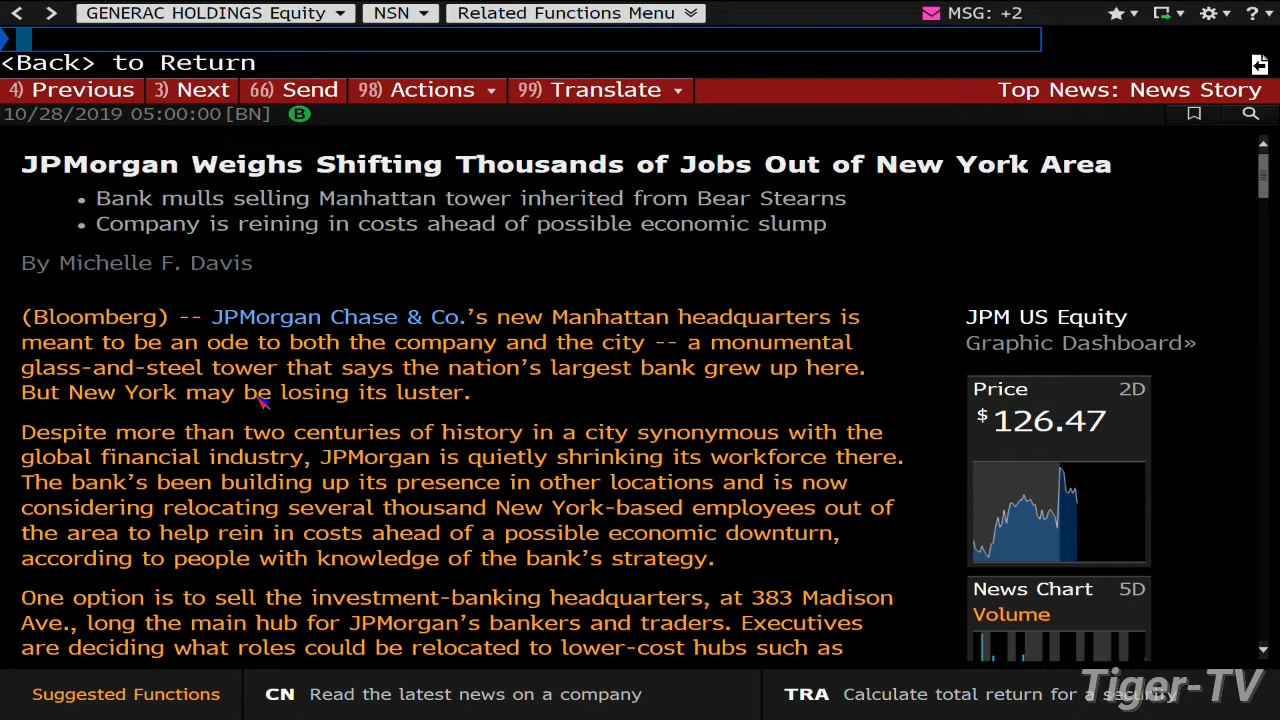 GENERAC HOLDINGS Equity NSN Related Functions Menu MSG: +2 ?
<Back> to Return
4) Previous 3) Next 66) Send 98) Actions 99) Translate Top News: News Story
10/28/2019 05:00:00 [BN] B
JPMorgan Weighs Shifting Thousands of Jobs Out of New York Area
• Bank mulls selling Manhattan tower inherited from Bear Stearns
• Company is reining in costs ahead of possible economic slump
By Michelle F. Davis
(Bloomberg) -- JPMorgan Chase & Co.'s new Manhattan headquarters is
meant to be an ode to both the company and the city -- a monumental
glass-and-steel tower that says the nation's largest bank grew up here.
But New York may be losing its luster.
Despite more than two centuries of history in a city synonymous with the
global financial industry, JPMorgan is quietly shrinking its workforce there.
The bank's been building up its presence in other locations and is now
considering relocating several thousand New York-based employees out of
the area to help rein in costs ahead of a possible economic downturn,
according to people with knowledge of the bank's strategy.
One option is to sell the investment-banking headquarters, at 383 Madison
Ave., long the main hub for JPMorgan's bankers and traders. Executives
are deciding what roles could be relocated to lower-cost hubs such as
JPM US Equity
Graphic Dashboard»
Price 2D
$126.47
News Chart 5D
Volume
Suggested Functions CN Read the latest news on a company TRA Calculate total return for a security
Tiger-TV